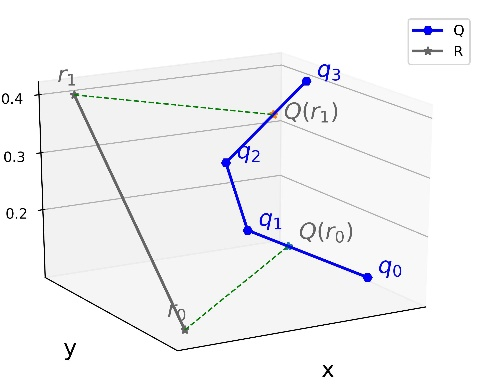 Q
R
r₁
q₃
0.4
Q(r₁)
q₂
0.3
q₁
Q(r₀)
0.2
q₀
r₀
y
x